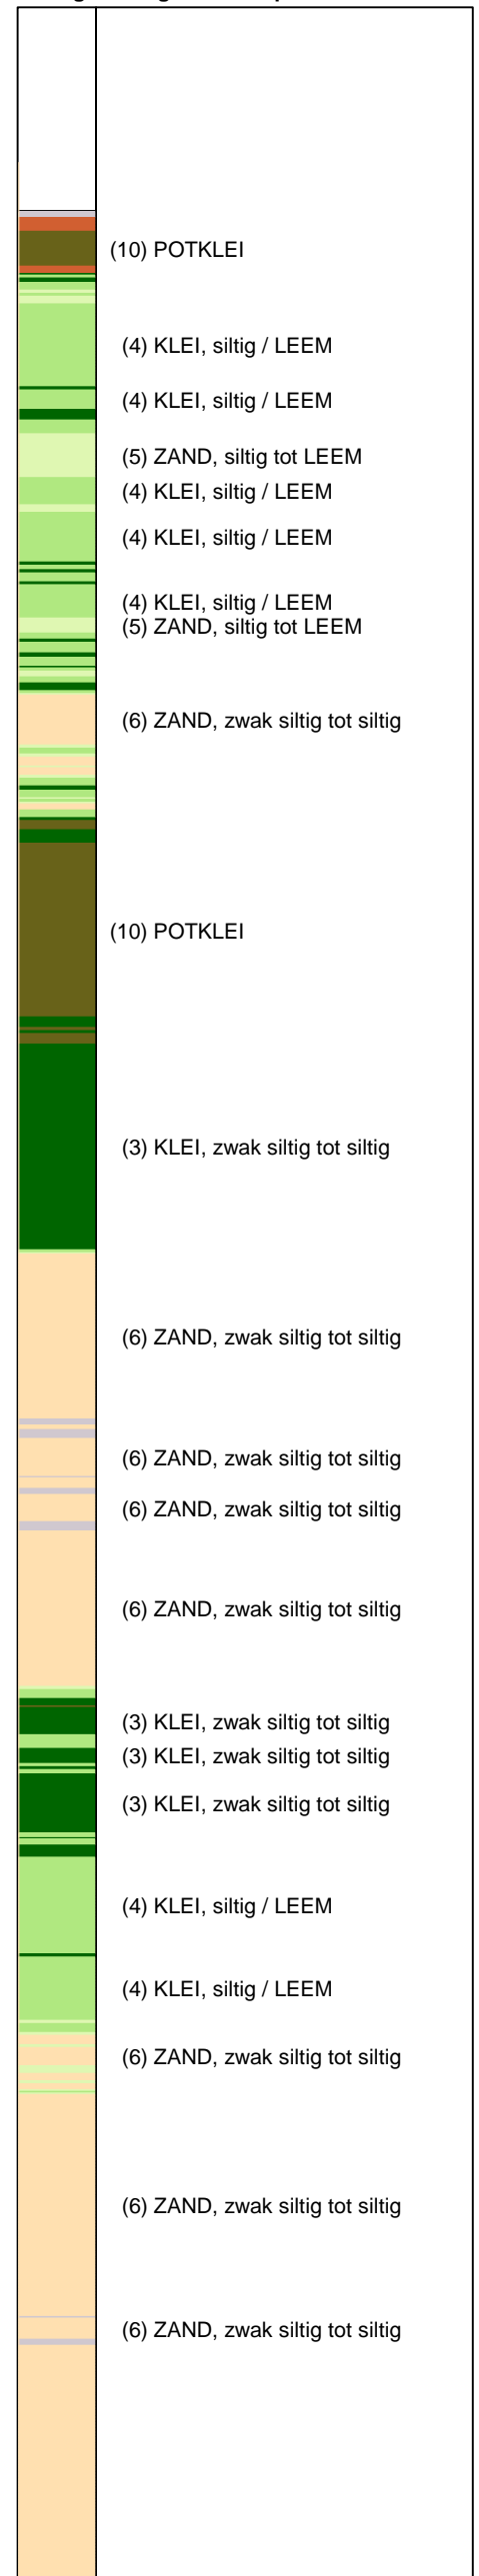 (10) POTKLEI
(4) KLEI, siltig / LEEM
(4) KLEI, siltig / LEEM
(5) ZAND, siltig tot LEEM
(4) KLEI, siltig / LEEM
(4) KLEI, siltig / LEEM
(4) KLEI, siltig / LEEM
(5) ZAND, siltig tot LEEM
(6) ZAND, zwak siltig tot siltig
(10) POTKLEI
(3) KLEI, zwak siltig tot siltig
(6) ZAND, zwak siltig tot siltig
(6) ZAND, zwak siltig tot siltig
(6) ZAND, zwak siltig tot siltig
(6) ZAND, zwak siltig tot siltig
(3) KLEI, zwak siltig tot siltig
(3) KLEI, zwak siltig tot siltig
(3) KLEI, zwak siltig tot siltig
(4) KLEI, siltig / LEEM
(4) KLEI, siltig / LEEM
(6) ZAND, zwak siltig tot siltig
(6) ZAND, zwak siltig tot siltig
(6) ZAND, zwak siltig tot siltig